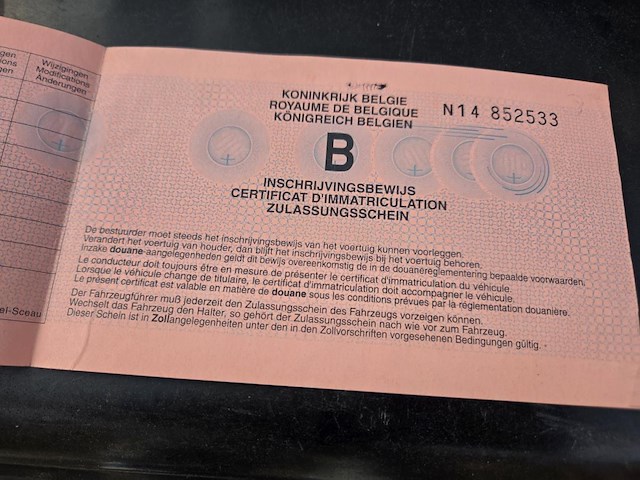 Wijzigingen
Modifications
Änderungen
KONINKRIJK BELGIE
ROYAUME DE BELGIQUE
KÖNIGREICH BELGIEN
N14 852533
B
INSCHRIJVINGSBEWIJS
CERTIFICAT D'IMMATRICULATION
ZULASSUNGSSCHEIN
De bestuurder moet steeds het inschrijvingsbewijs van het voertuig kunnen voorleggen.
Verandert het voertuig van houder, dan blijft het inschrijvingsbewijs bij het voertuig behoren.
Inzake douane-aangelegenheden geldt dit bewijs overeenkomstig de in de douanereglementering bepaalde voorwaarden.
Le conducteur doit toujours être en mesure de présenter le certificat d'immatriculation du véhicule.
Lorsque le véhicule change de titulaire, le certificat d'immatriculation doit accompagner le véhicule.
Le présent certificat est valable en matière de douane sous les conditions prévues par la réglementation douanière.
Der Fahrzeugführer muß jederzeit den Zulassungsschein des Fahrzeugs vorzeigen können.
Wechselt das Fahrzeug den Halter, so gehört der Zulassungsschein nach wie vor zum Fahrzeug.
Dieser Schein ist in Zollangelegenheiten unter den in den Zollvorschriften vorgesehenen Bedingungen gültig.